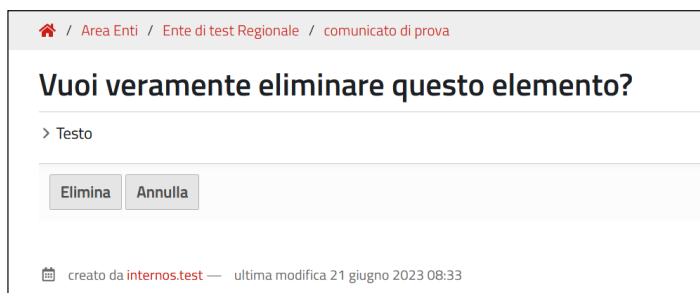 / Area Enti / Ente di test Regionale / comunicato di prova
Vuoi veramente eliminare questo elemento?
> Testo
Elimina Annulla
creato da internos.test — ultima modifica 21 giugno 2023 08:33